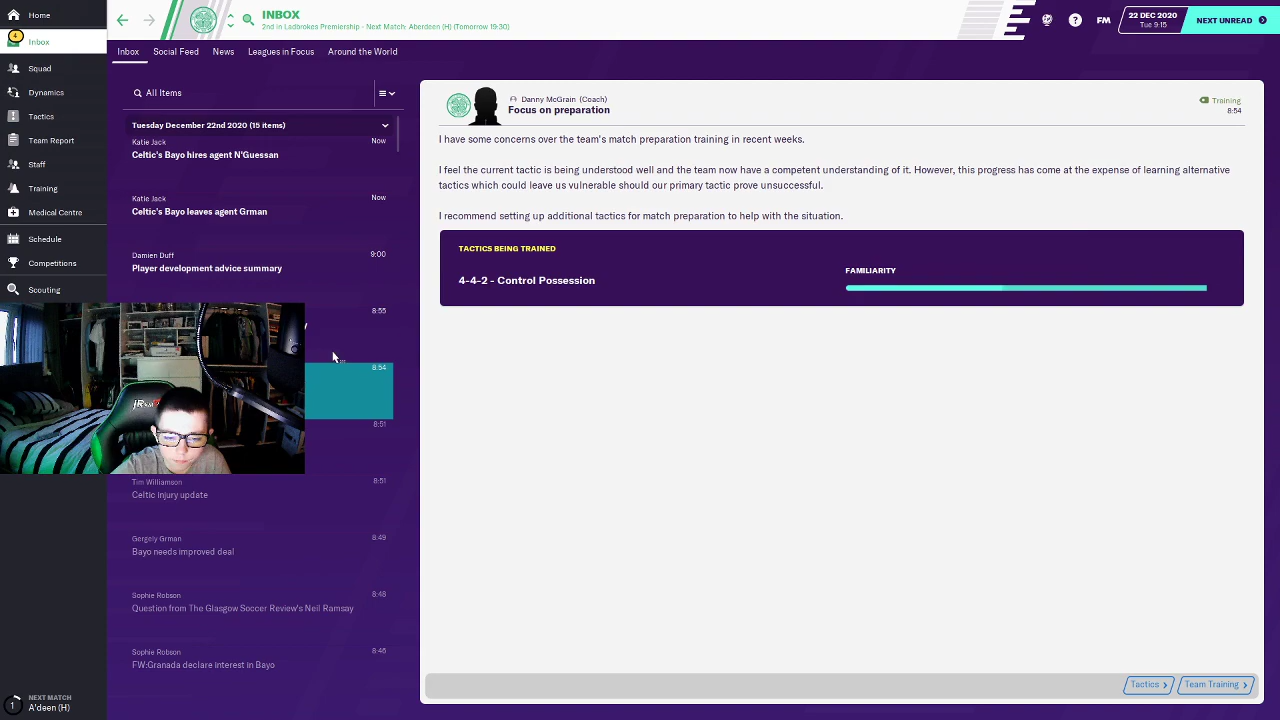 INBOX
2nd in Ladbrokes Premiership - Next Match: Aberdeen (H) (Tomorrow 19:30)
?
FM
22 DEC 2020
Tue 9:15
NEXT UNREAD
4
Inbox
Squad
Dynamics
Tactics
Team Report
Staff
Training
Medical Centre
Schedule
Competitions
Scouting
Inbox
Social Feed
News
Leagues in Focus
Around the World
All Items
Tuesday December 22nd 2020 (15 items)
Katie Jack
Now
Celtic's Bayo hires agent N'Guessan
Katie Jack
Now
Celtic's Bayo leaves agent Grman
Damien Duff
9:00
Player development advice summary
8:55
8:54
8:51
Tim Williamson
8:51
Celtic injury update
Gergely Grman
8:49
Bayo needs improved deal
Sophie Robson
8:48
Question from The Glasgow Soccer Review's Neil Ramsay
Sophie Robson
8:46
FW:Granada declare interest in Bayo
Danny McGrain (Coach)
Focus on preparation
Training
8:54
I have some concerns over the team's match preparation training in recent weeks.
I feel the current tactic is being understood well and the team now have a competent understanding of it. However, this progress has come at the expense of learning alternative
tactics which could leave us vulnerable should our primary tactic prove unsuccessful.
I recommend setting up additional tactics for match preparation to help with the situation.
TACTICS BEING TRAINED
4-4-2 - Control Possession
FAMILIARITY
Tactics
Team Training
1
NEXT MATCH
A'deen (H)